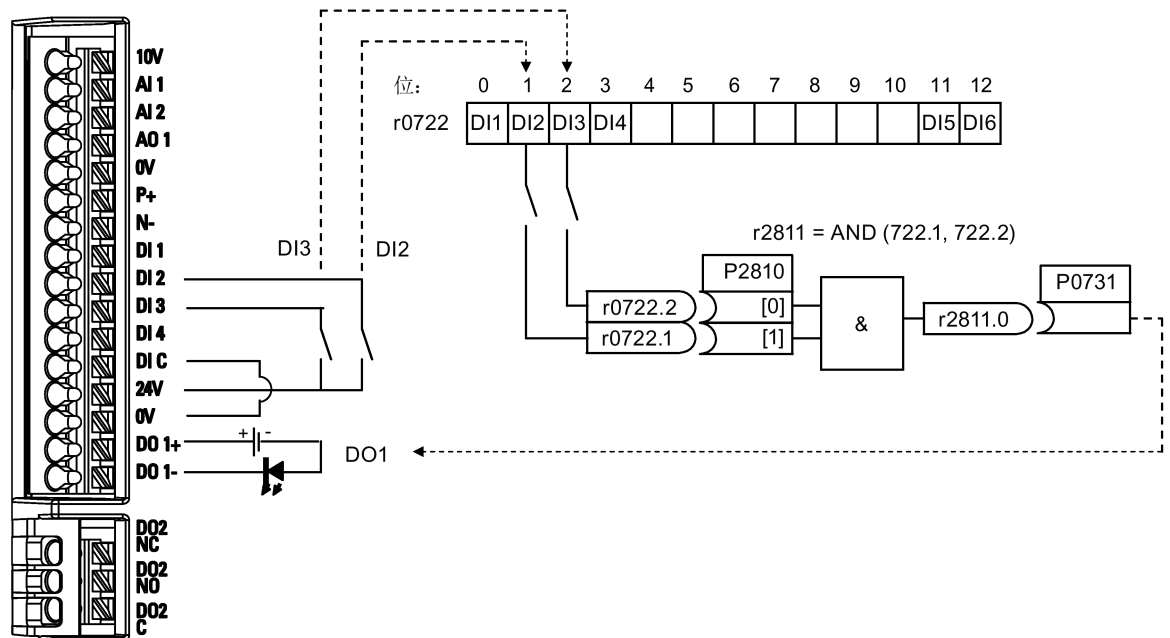 10V
AI 1
AI 2
AO 1
0V
P+
N-
DI 1
DI 2
DI 3
DI 4
DI C
24V
0V
DO 1+
DO 1-
DO2
NC
DO2
NO
DO2
C
DI3
DI2
+ -
DO1
位: 0 1 2 3 4 5 6 7 8 9 10 11 12
r0722 DI1 DI2 DI3 DI4 DI5 DI6
r2811 = AND (722.1, 722.2)
P2810
r0722.2 [0]
r0722.1 [1]
&
r2811.0
P0731